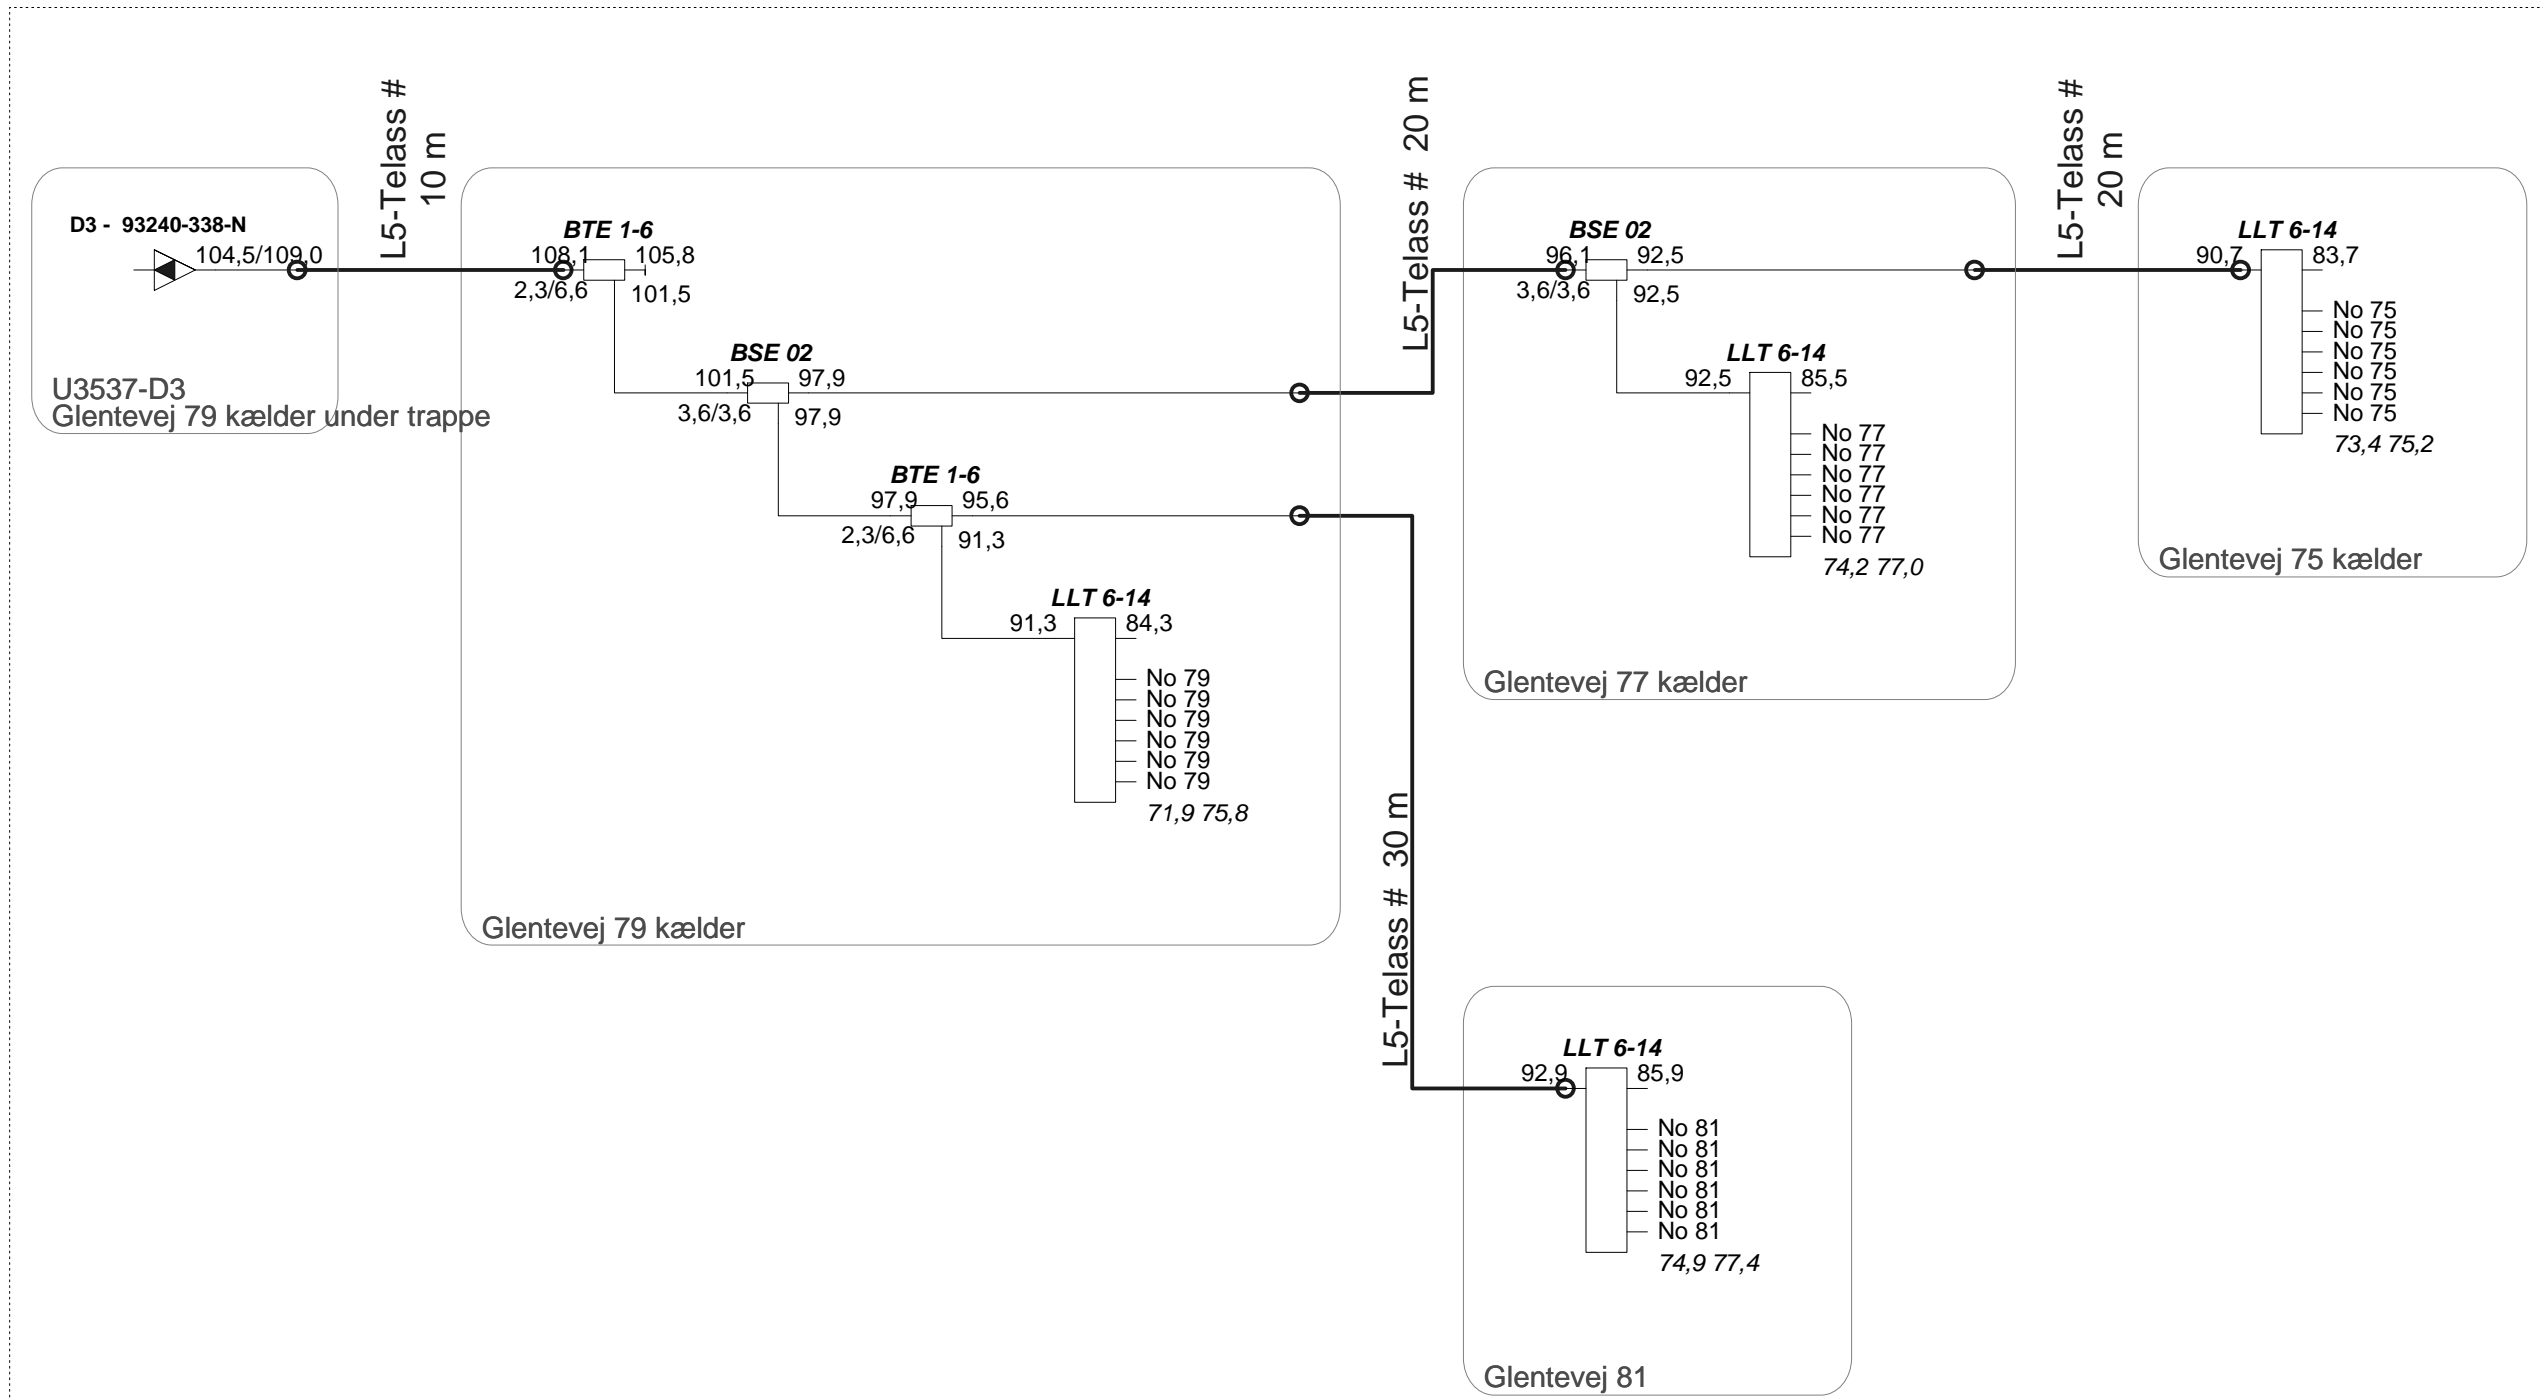 D3 - 93240-338-N
104,5/109,0
U3537-D3
Glentevej 79 kælder under trappe
L5-Telass #
10 m
BTE 1-6
108,1
105,8
2,3/6,6
101,5
BSE 02
101,5
97,9
3,6/3,6
97,9
BTE 1-6
97,9
95,6
2,3/6,6
91,3
LLT 6-14
91,3
84,3
No 79
No 79
No 79
No 79
No 79
No 79
71,9 75,8
Glentevej 79 kælder
L5-Telass # 20 m
BSE 02
96,1
92,5
3,6/3,6
92,5
LLT 6-14
92,5
85,5
No 77
No 77
No 77
No 77
No 77
No 77
74,2 77,0
Glentevej 77 kælder
L5-Telass #
20 m
LLT 6-14
90,7
83,7
No 75
No 75
No 75
No 75
No 75
No 75
73,4 75,2
Glentevej 75 kælder
L5-Telass # 30 m
LLT 6-14
92,9
85,9
No 81
No 81
No 81
No 81
No 81
No 81
74,9 77,4
Glentevej 81